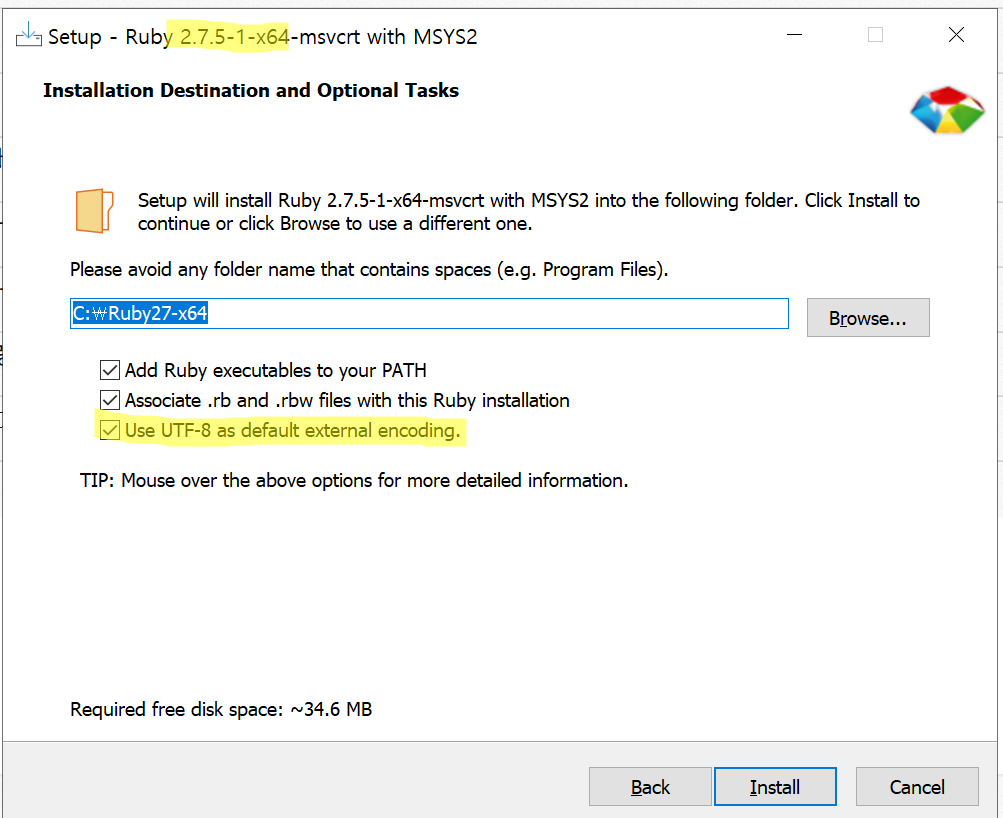 Setup - Ruby 2.7.5-1-x64-msvcrt with MSYS2
Installation Destination and Optional Tasks
Setup will install Ruby 2.7.5-1-x64-msvcrt with MSYS2 into the following folder. Click Install to
continue or click Browse to use a different one.
Please avoid any folder name that contains spaces (e.g. Program Files).
C:₩Ruby27-x64
Browse...
Add Ruby executables to your PATH
Associate .rb and .rbw files with this Ruby installation
Use UTF-8 as default external encoding.
TIP: Mouse over the above options for more detailed information.
Required free disk space: ~34.6 MB
Back Install Cancel